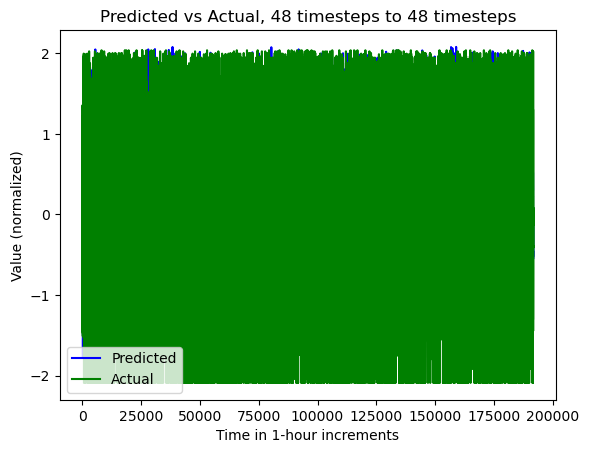 Predicted vs Actual, 48 timesteps to 48 timesteps
Value (normalized)
2
1
0
−1
−2
Predicted
Actual
0 25000 50000 75000 100000 125000 150000 175000 200000
Time in 1-hour increments